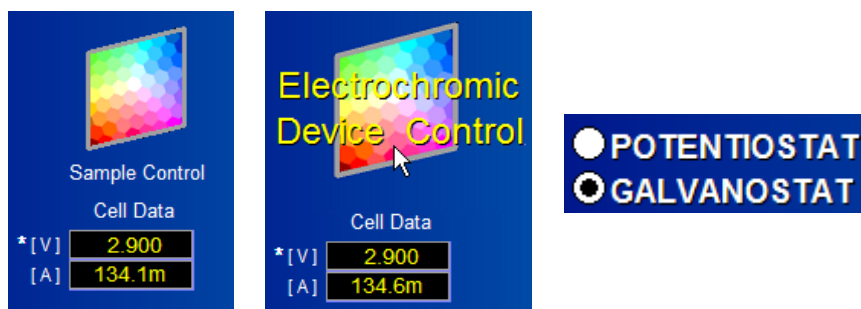 Sample Control
Cell Data
*[V] 2.900
[A] 134.1m
Electrochromic
Device Control
Cell Data
*[V] 2.900
[A] 134.6m
POTENTIOSTAT
GALVANOSTAT